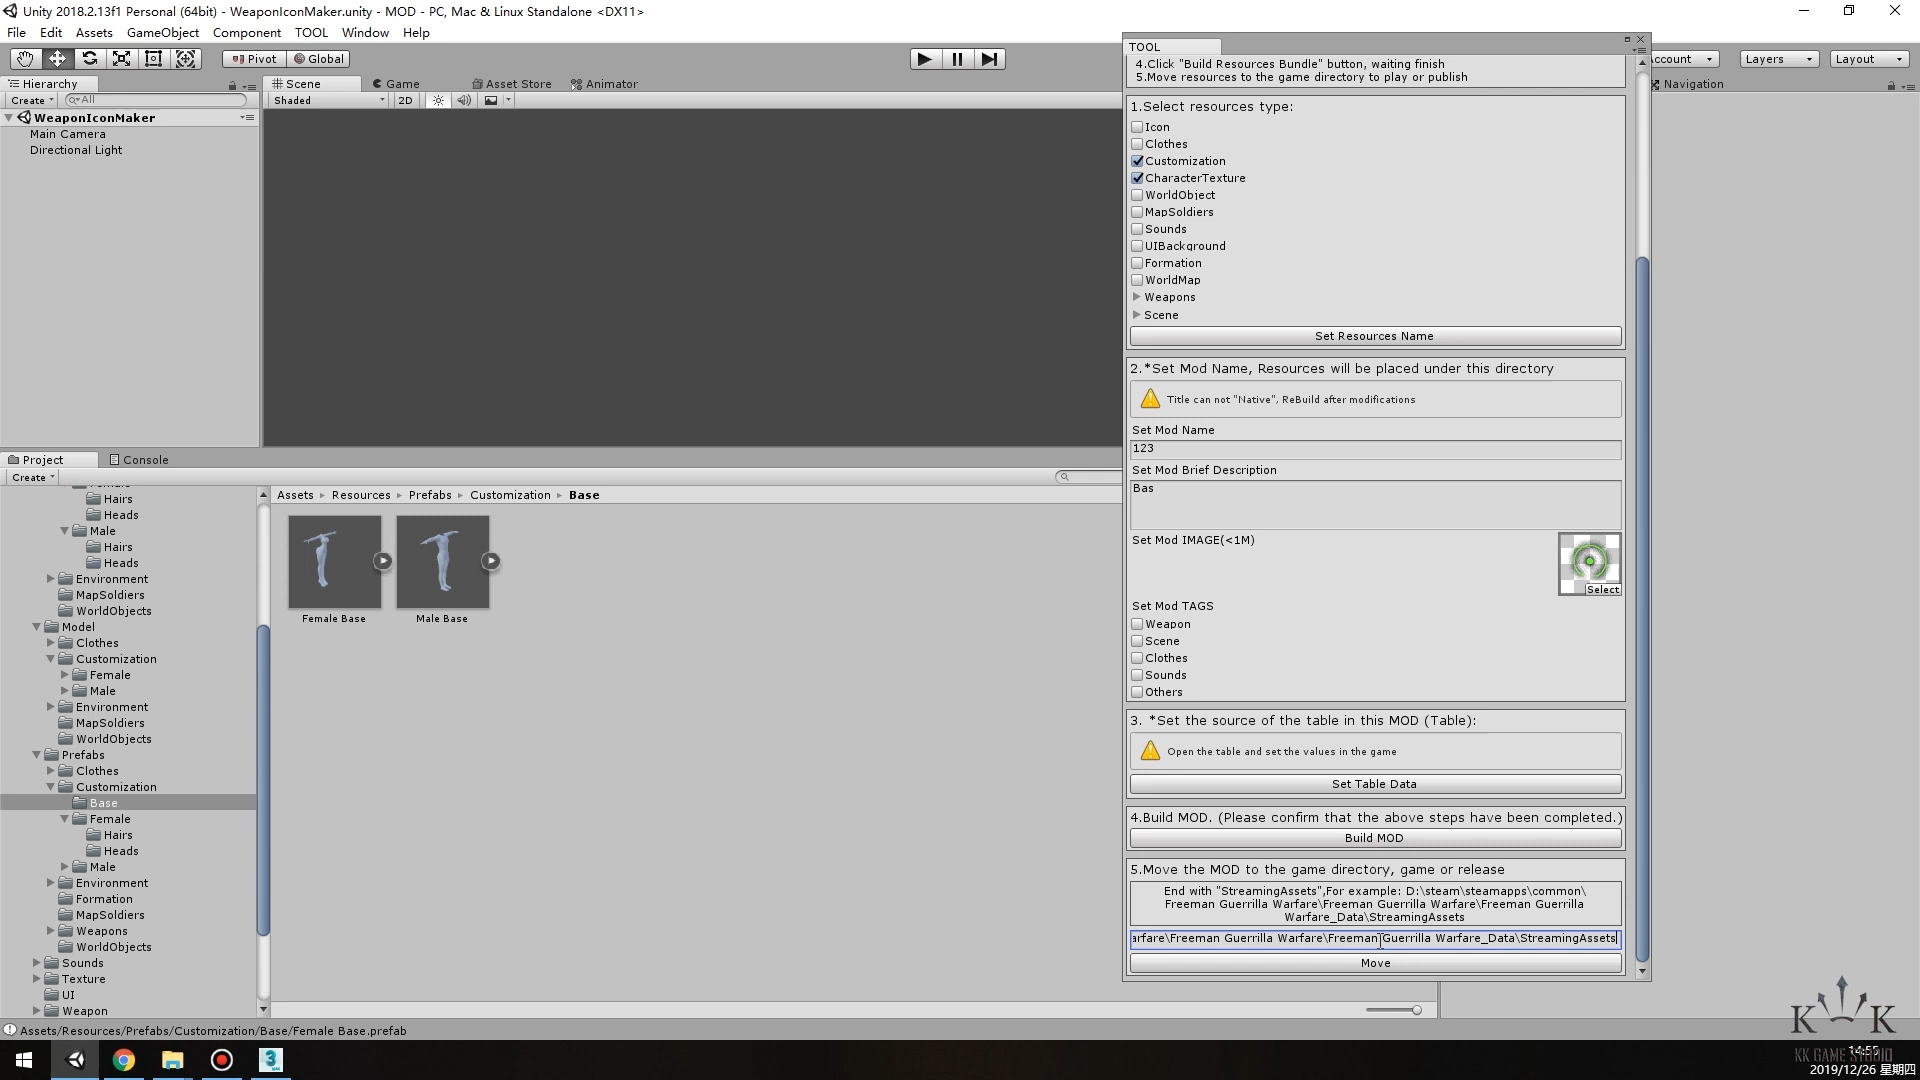 Unity 2018.2.13f1 Personal (64bit) - WeaponIconMaker.unity - MOD - PC, Mac & Linux Standalone <DX11>
File Edit Assets GameObject Component TOOL Window Help
Pivot Global
Account Layers Layout
Hierarchy
Create All
WeaponIconMaker
Main Camera
Directional Light
Scene Game Asset Store Animator
Shaded 2D
Navigation
TOOL
4.Click "Build Resources Bundle" button, waiting finish
5.Move resources to the game directory to play or publish
1.Select resources type:
Icon
Clothes
Customization
CharacterTexture
WorldObject
MapSoldiers
Sounds
UIBackground
Formation
WorldMap
Weapons
Scene
Set Resources Name
2.*Set Mod Name, Resources will be placed under this directory
Title can not "Native", ReBuild after modifications
Set Mod Name
123
Set Mod Brief Description
Bas
Set Mod IMAGE(<1M)
Select
Set Mod TAGS
Weapon
Scene
Clothes
Sounds
Others
3. *Set the source of the table in this MOD (Table):
Open the table and set the values in the game
Set Table Data
4.Build MOD. (Please confirm that the above steps have been completed.)
Build MOD
5.Move the MOD to the game directory, game or release
End with "StreamingAssets",For example: D:\steam\steamapps\common\
Freeman Guerrilla Warfare\Freeman Guerrilla Warfare\Freeman Guerrilla
Warfare_Data\StreamingAssets
arfare\Freeman Guerrilla Warfare\Freeman Guerrilla Warfare_Data\StreamingAssets
Move
Project Console
Create
Hairs
Heads
Male
Hairs
Heads
Environment
MapSoldiers
WorldObjects
Model
Clothes
Customization
Female
Male
Environment
MapSoldiers
WorldObjects
Prefabs
Clothes
Customization
Base
Female
Hairs
Heads
Male
Environment
Formation
MapSoldiers
Weapons
WorldObjects
Sounds
Texture
UI
Weapon
Assets Resources Prefabs Customization Base
Female Base Male Base
Assets/Resources/Prefabs/Customization/Base/Female Base.prefab
K K
KK GAME STUDIO
14:55
2019/12/26 星期四